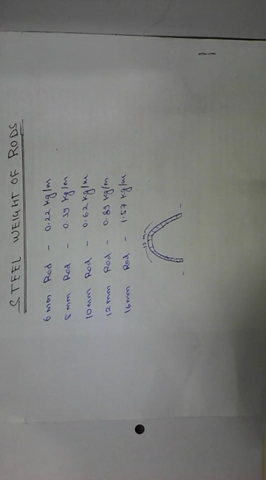 STEEL WEIGHT OF RODS
6 mm Rod - 0.22 kg/m
8 mm Rod - 0.39 kg/m
10 mm Rod - 0.62 kg/m
12 mm Rod - 0.89 kg/m
16 mm Rod - 1.57 kg/m
12 m